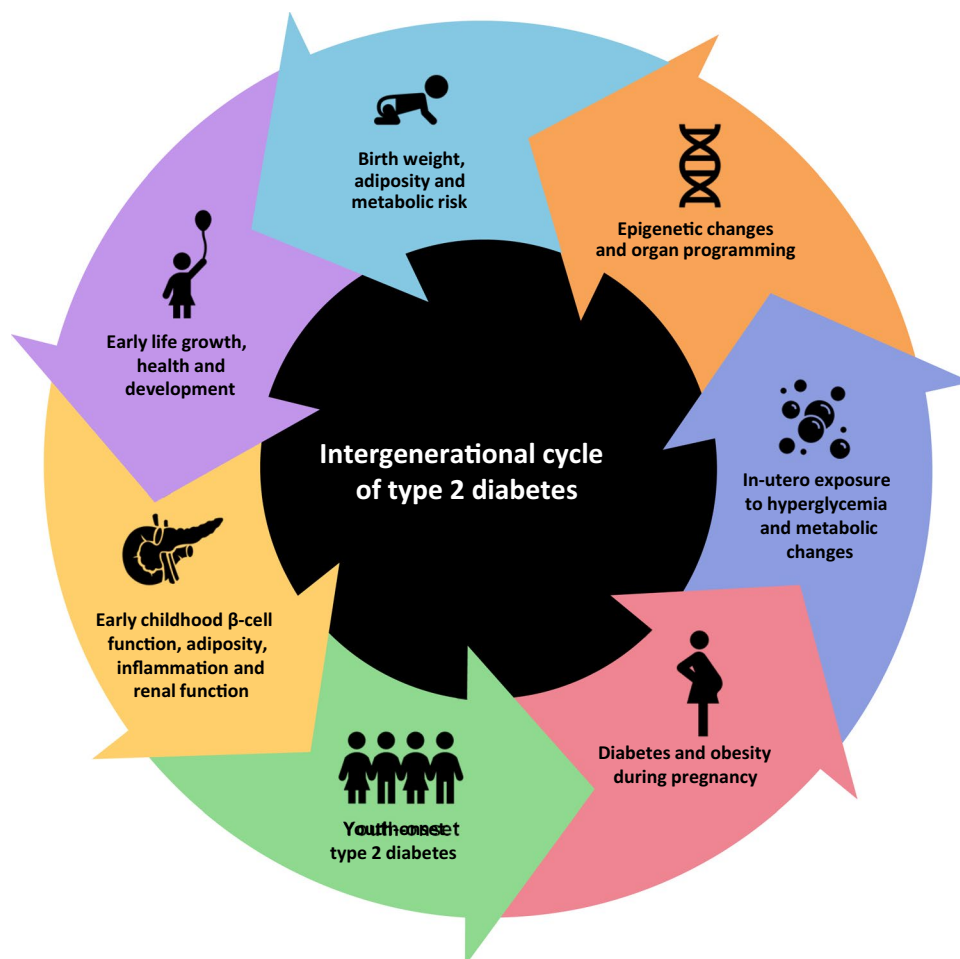 Birth weight,
adiposity and
metabolic risk
Epigenetic changes
and organ programming
Early life growth,
health and
development
Intergenerational cycle
of type 2 diabetes
In-utero exposure
to hyperglycemia
and metabolic
changes
Early childhood β-cell
function, adiposity,
inflammation and
renal function
Diabetes and obesity
during pregnancy
Youth-onset
type 2 diabetes